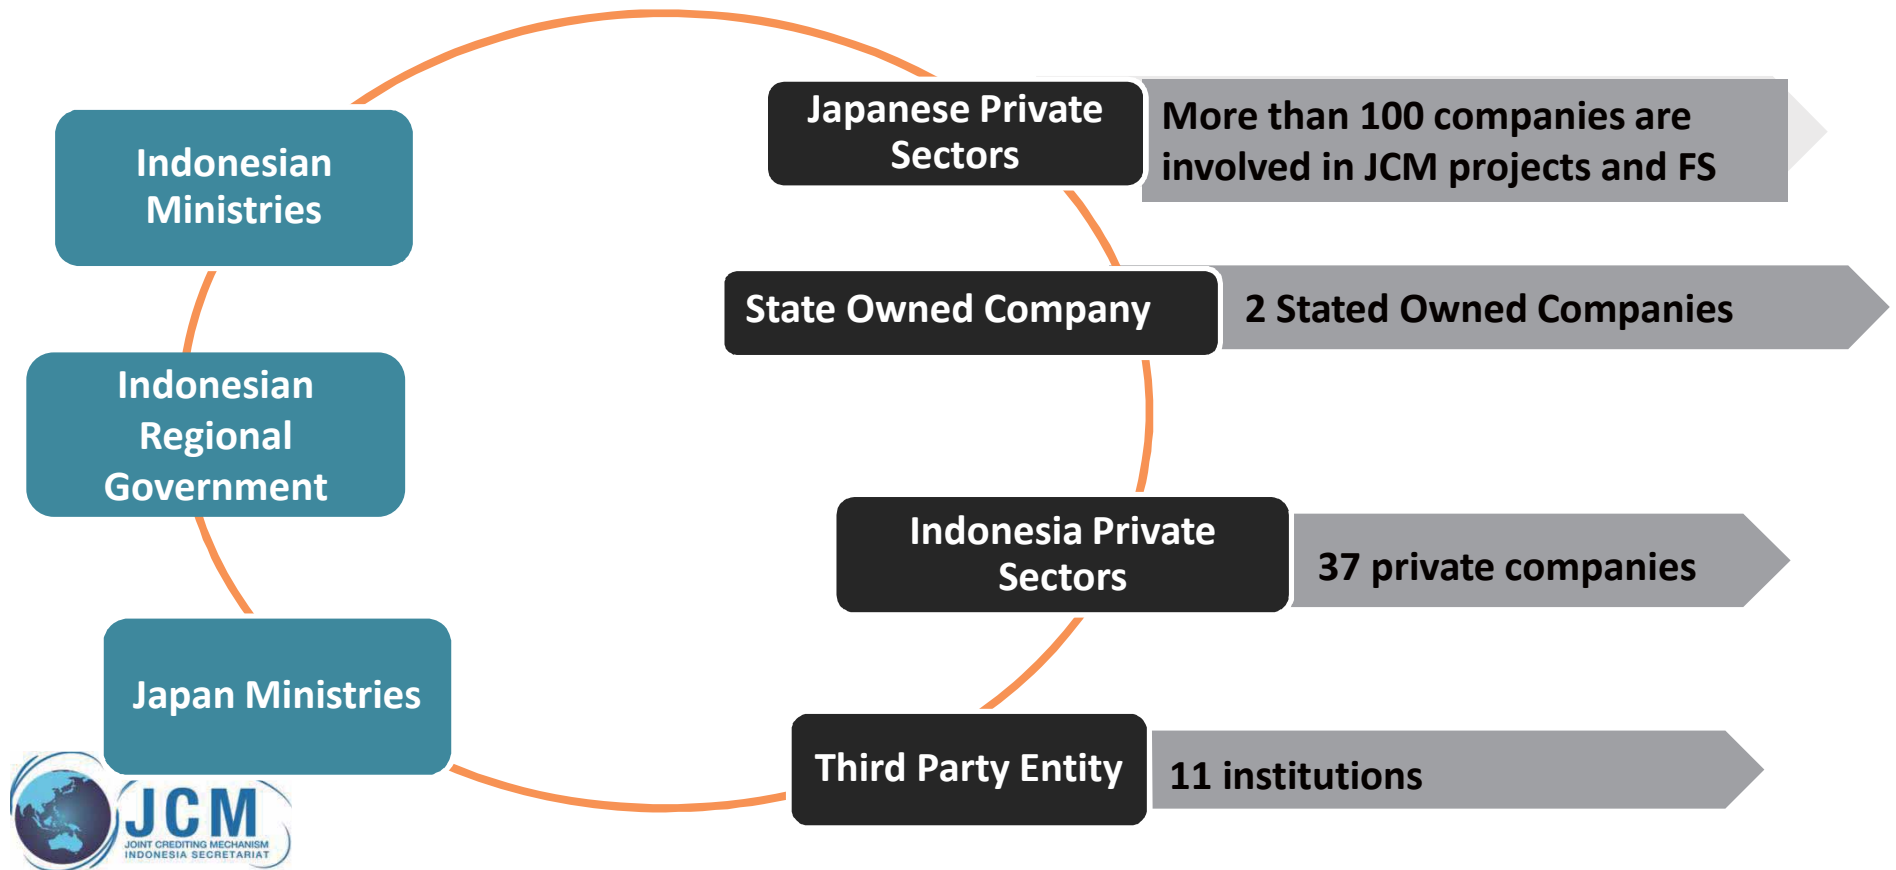 Indonesian
Ministries
Indonesian
Regional
Government
Japan Ministries
Japanese Private
Sectors
More than 100 companies are
involved in JCM projects and FS
State Owned Company
2 Stated Owned Companies
Indonesia Private
Sectors
37 private companies
Third Party Entity
11 institutions
JCM
JOINT CREDITING MECHANISM
INDONESIA SECRETARIAT